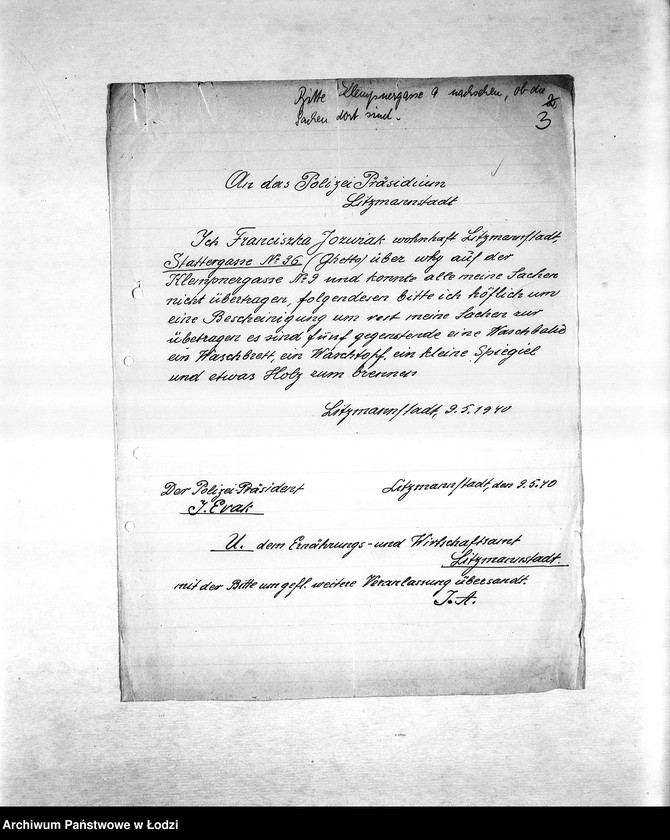 Bitte Klempnergasse 9 nachsehen, ob die
Sachen dort sind.
3
An das Polizei Präsidium
Litzmannstadt
Ich Franciszka Jozwiak wohnhaft Litzmannstadt,
Stattergasse № 36 (Ghetto) über auf der
Klempnergasse № 9 und konnte alle meine Sachen
nicht übertragen, folgendesen bitte ich höflich um
eine Bescheinigung um rest meine Sachen zur
übetragen es sind fünf gegenstende eine Waschbalie
ein Waschbrett, ein Waschtopf, ein kleine Spiegiel
und etwas Holz zum brennen
Litzmannstadt, 9.5.1940
Der Polizei-Präsident Litzmannstadt, den 9.5.40
U. dem Ernährungs- und Wirtschaftsamt
Litzmannstadt.
mit der Bitte um gefl. weitere Veranlassung übersandt.
I. A.
Archiwum Państwowe w Łodzi